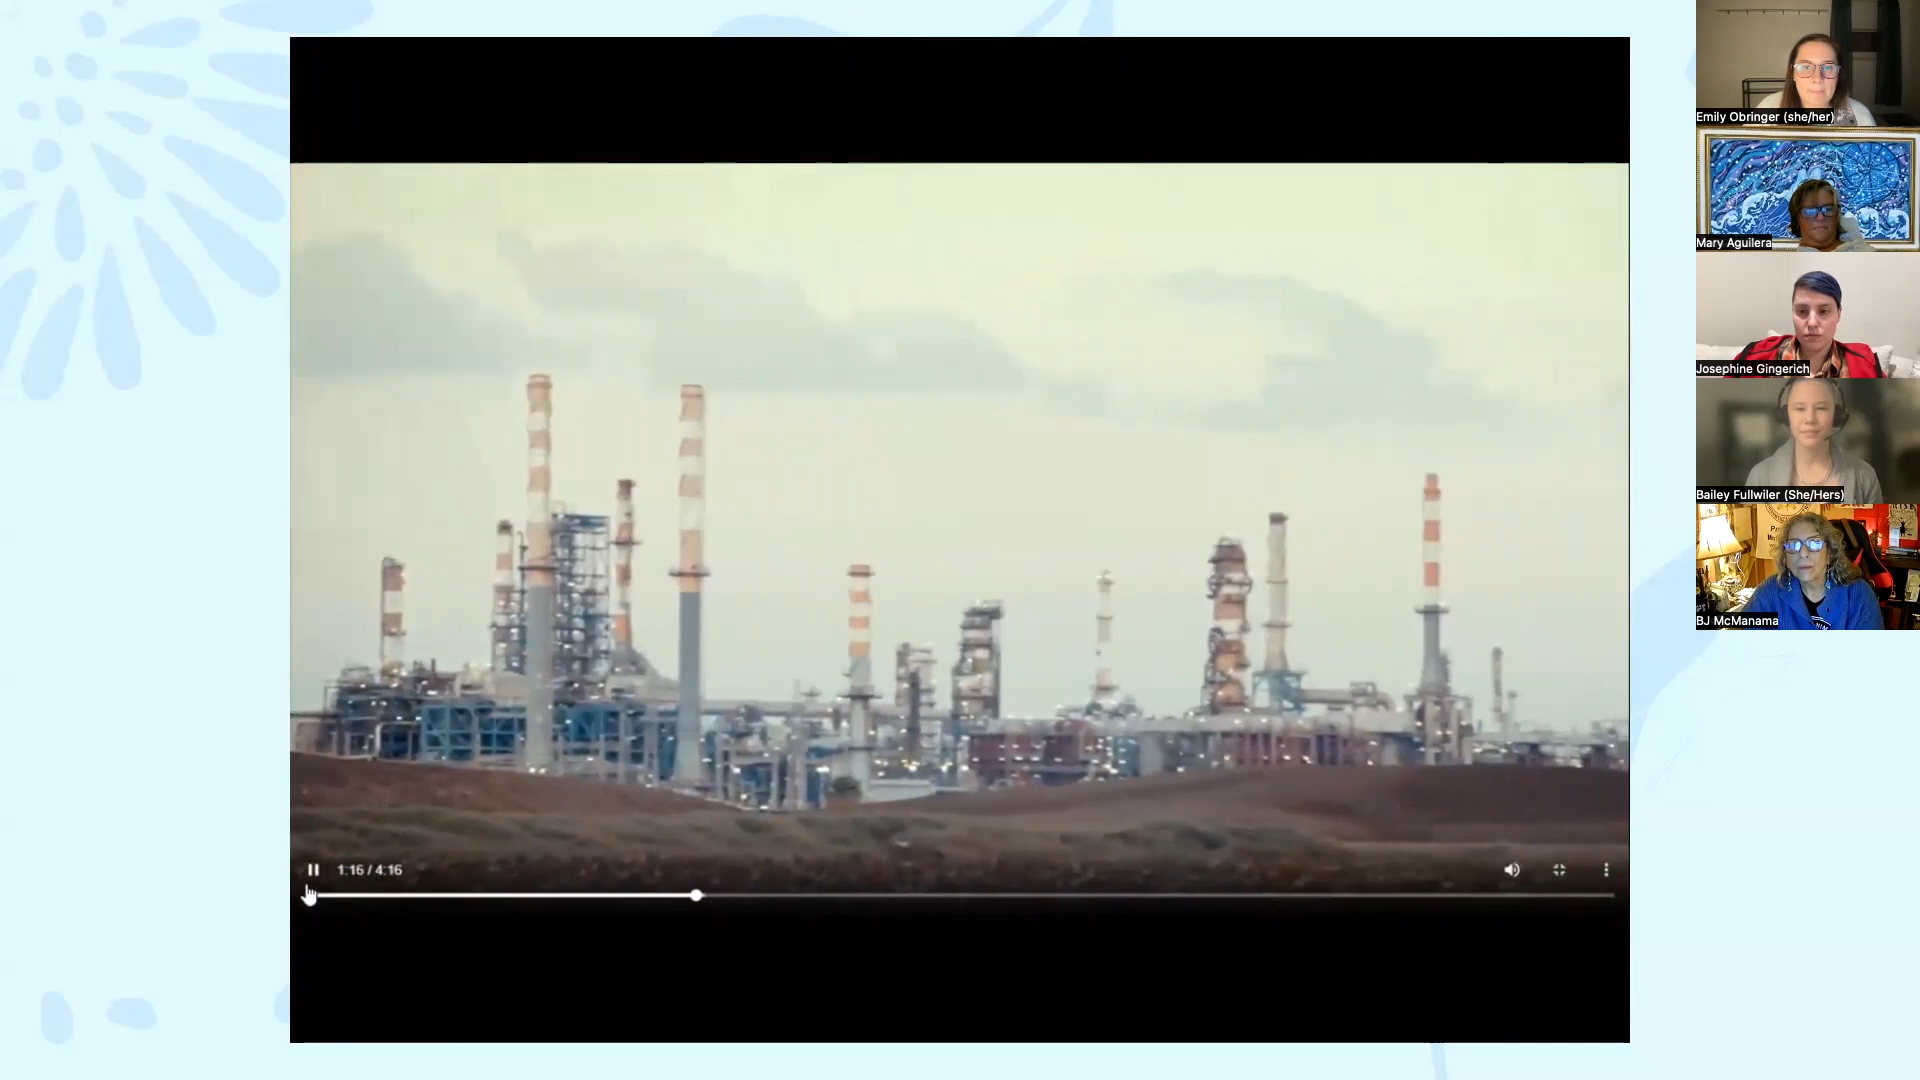 1:16 / 4:16
Emily Obringer (she/her)
Mary Aguilera
Josephine Gingerich
Bailey Fullwiler (She/Hers)
BJ McManama